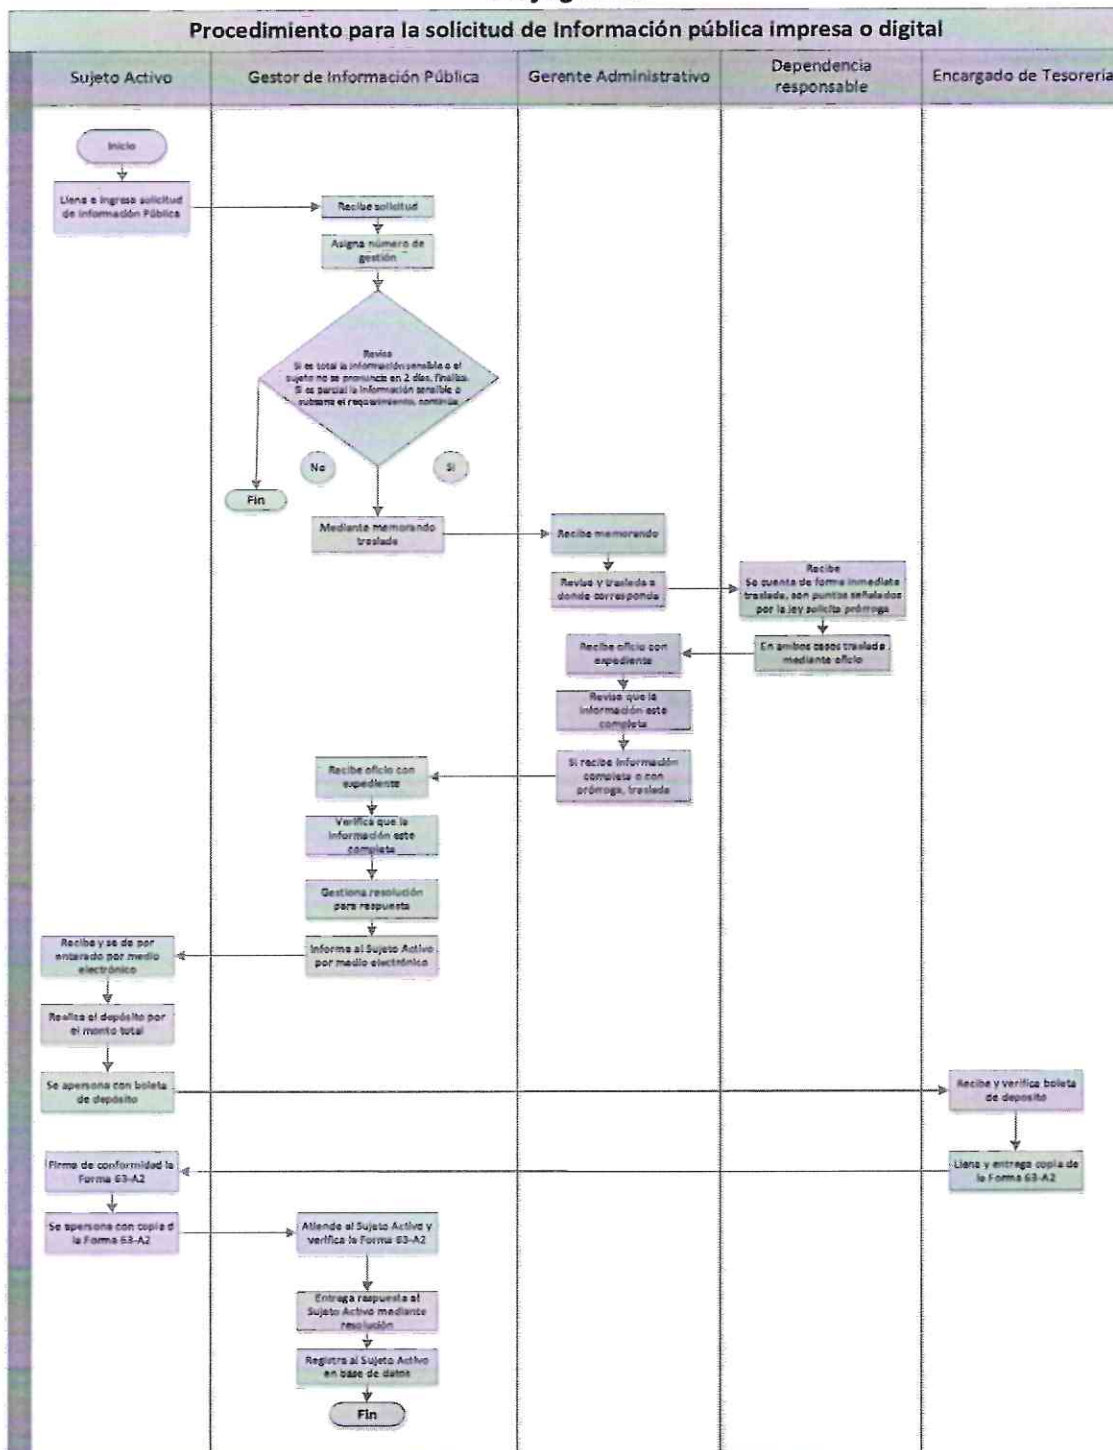 Procedimiento para la solicitud de Información pública impresa o digital
Sujeto Activo
Gestor de Información Pública
Gerente Administrativo
Dependencia
responsable
Encargado de Tesorería
Inicio
Llena e ingresa solicitud
de Información Pública
Recibe solicitud
Asigna número de
gestión
Revisa
Si es total la información sensible o el
sujeto no se pronuncia en 2 días, finaliza.
Si es parcial la información sensible o
subsana el requerimiento, continúa
No
Si
Fin
Mediante memorando
traslada
Recibe memorando
Revisa y traslada a
donde corresponda
Recibe
Se cuenta de forma inmediata
traslada, son puntos señalados
por la ley solicita prórroga
En ambos casos traslada
mediante oficio
Recibe oficio con
expediente
Revisa que la
información este
completa
Si recibe información
completa o con
prórroga, traslada
Recibe oficio con
expediente
Verifica que la
información este
completa
Gestiona resolución
para respuesta
Informa al Sujeto Activo
por medio electrónico
Recibe y se da por
enterado por medio
electrónico
Realiza el depósito por
el monto total
Se apersona con boleta
de depósito
Recibe y verifica boleta
de deposito
Llena y entrega copia de
la Forma 63-A2
Firma de conformidad la
Forma 63-A2
Se apersona con copia d
la Forma 63-A2
Atiende al Sujeto Activo y
verifica la Forma 63-A2
Entrega respuesta al
Sujeto Activo mediante
resolución
Registra al Sujeto Activo
en base de datos
Fin